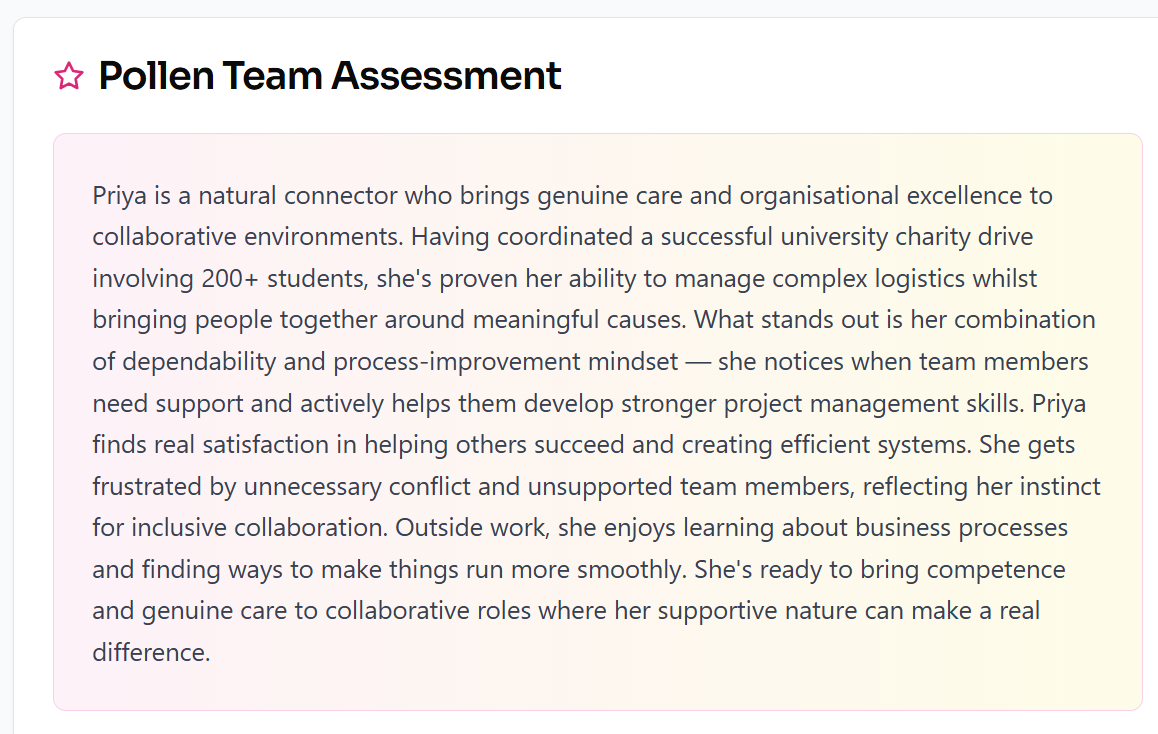 Pollen Team Assessment
Priya is a natural connector who brings genuine care and organisational excellence to
collaborative environments. Having coordinated a successful university charity drive
involving 200+ students, she's proven her ability to manage complex logistics whilst
bringing people together around meaningful causes. What stands out is her combination
of dependability and process-improvement mindset — she notices when team members
need support and actively helps them develop stronger project management skills. Priya
finds real satisfaction in helping others succeed and creating efficient systems. She gets
frustrated by unnecessary conflict and unsupported team members, reflecting her instinct
for inclusive collaboration. Outside work, she enjoys learning about business processes
and finding ways to make things run more smoothly. She's ready to bring competence
and genuine care to collaborative roles where her supportive nature can make a real
difference.